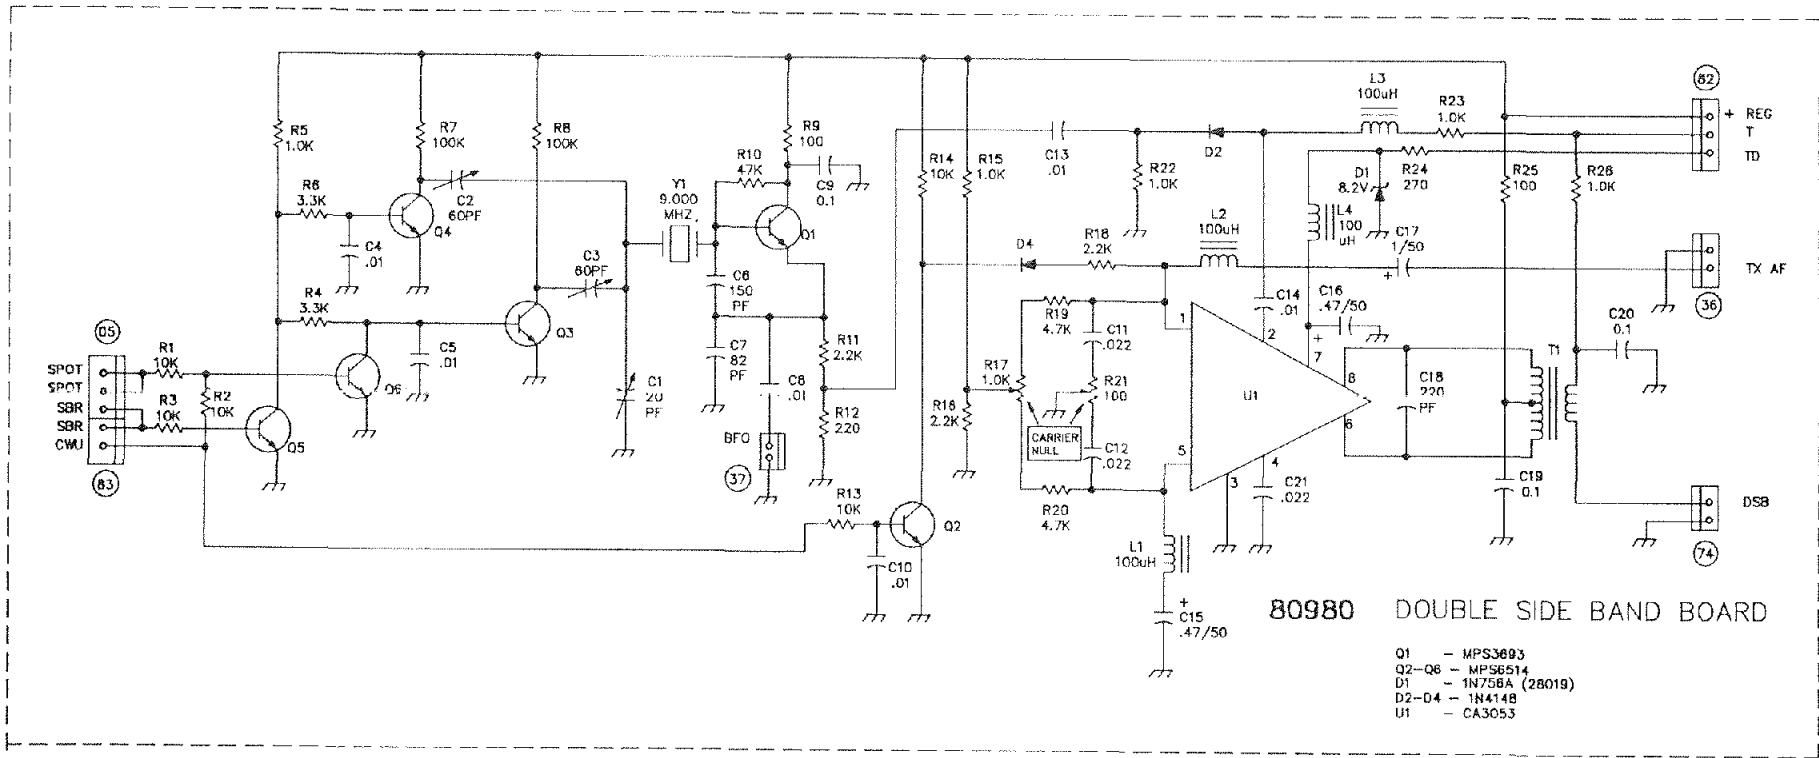 82
+ REG
T
TD
R5
1.0K
R7
100K
R8
100K
R9
100
R10
47K
C9
0.1
R14
10K
R15
1.0K
C13
.01
R22
1.0K
D2
L3
100uH
R23
1.0K
D1
8.2V
R24
270
R25
100
R26
1.0K
R6
3.3K
C4
.01
Q4
C2
60PF
Y1
9.000
MHZ
Q1
L2
100uH
L4
100
uH
C17
1/50
+
D4
R18
2.2K
TX AF
36
C3
60PF
R4
3.3K
Q3
C6
150
PF
C7
82
PF
C8
.01
R11
2.2K
R12
220
R19
4.7K
C11
.022
C14
.01
C16
.47/50
+
C20
0.1
1
2
7
8
6
5
4
3
05
SPOT
SPOT
SBR
SBR
CWU
83
R1
10K
R2
10K
R3
10K
Q6
Q5
C5
.01
C1
20
PF
BFO
37
R17
1.0K
R16
2.2K
R21
100
CARRIER
NULL
C12
.022
R20
4.7K
U1
C18
220
PF
T1
C21
.022
C19
0.1
DSB
74
R13
10K
Q2
C10
.01
L1
100uH
+
C15
.47/50
80980 DOUBLE SIDE BAND BOARD
Q1 - MPS3693
Q2-Q6 - MPS6514
D1 - 1N756A (28019)
D2-D4 - 1N4148
U1 - CA3053